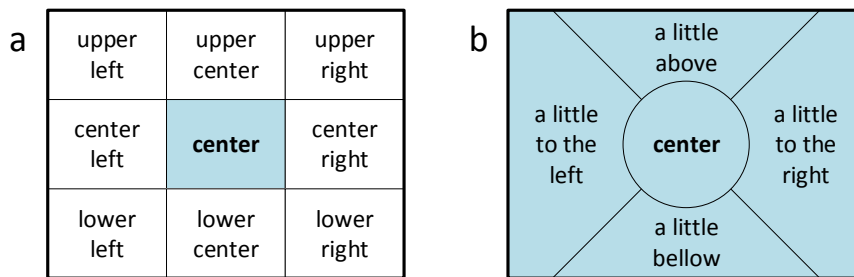 a
upper
left
upper
center
upper
right
center
left
center
center
right
lower
left
lower
center
lower
right
b
a little
above
a little
to the
left
center
a little
to the
right
a little
bellow